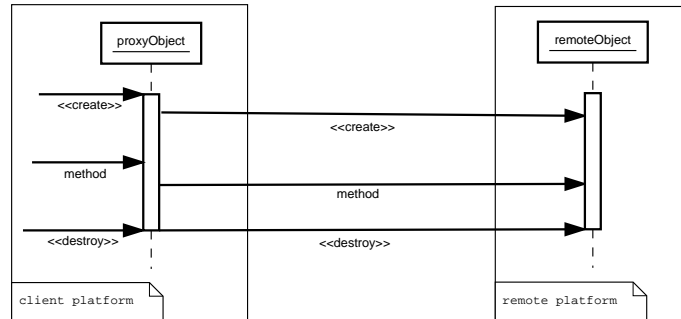 proxyObject
remoteObject
<<create>>
<<create>>
method
method
<<destroy>>
<<destroy>>
client platform
remote platform